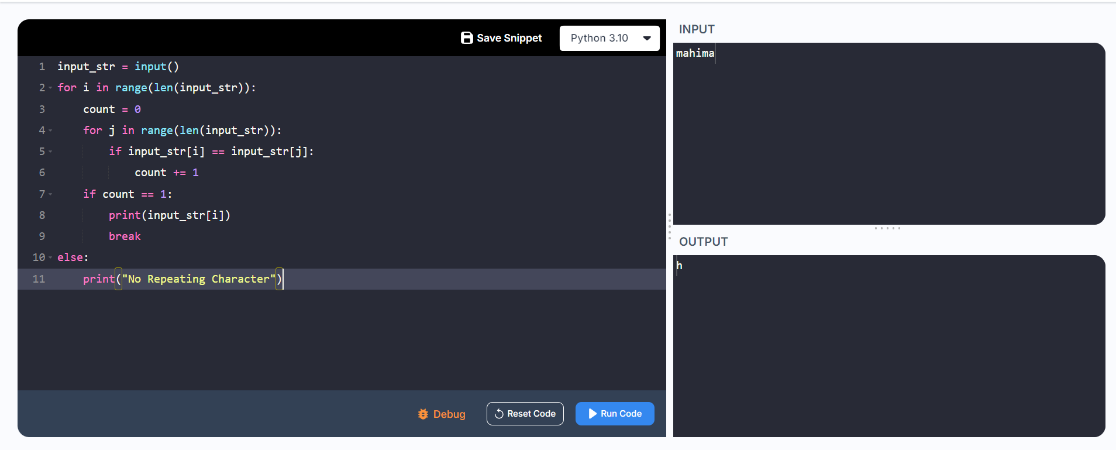 Save Snippet
Python 3.10
1 input_str = input()
2 for i in range(len(input_str)):
3     count = 0
4     for j in range(len(input_str)):
5         if input_str[i] == input_str[j]:
6             count += 1
7     if count == 1:
8         print(input_str[i])
9         break
10 else:
11     print("No Repeating Character")
Debug
Reset Code
Run Code
INPUT
mahima
OUTPUT
h